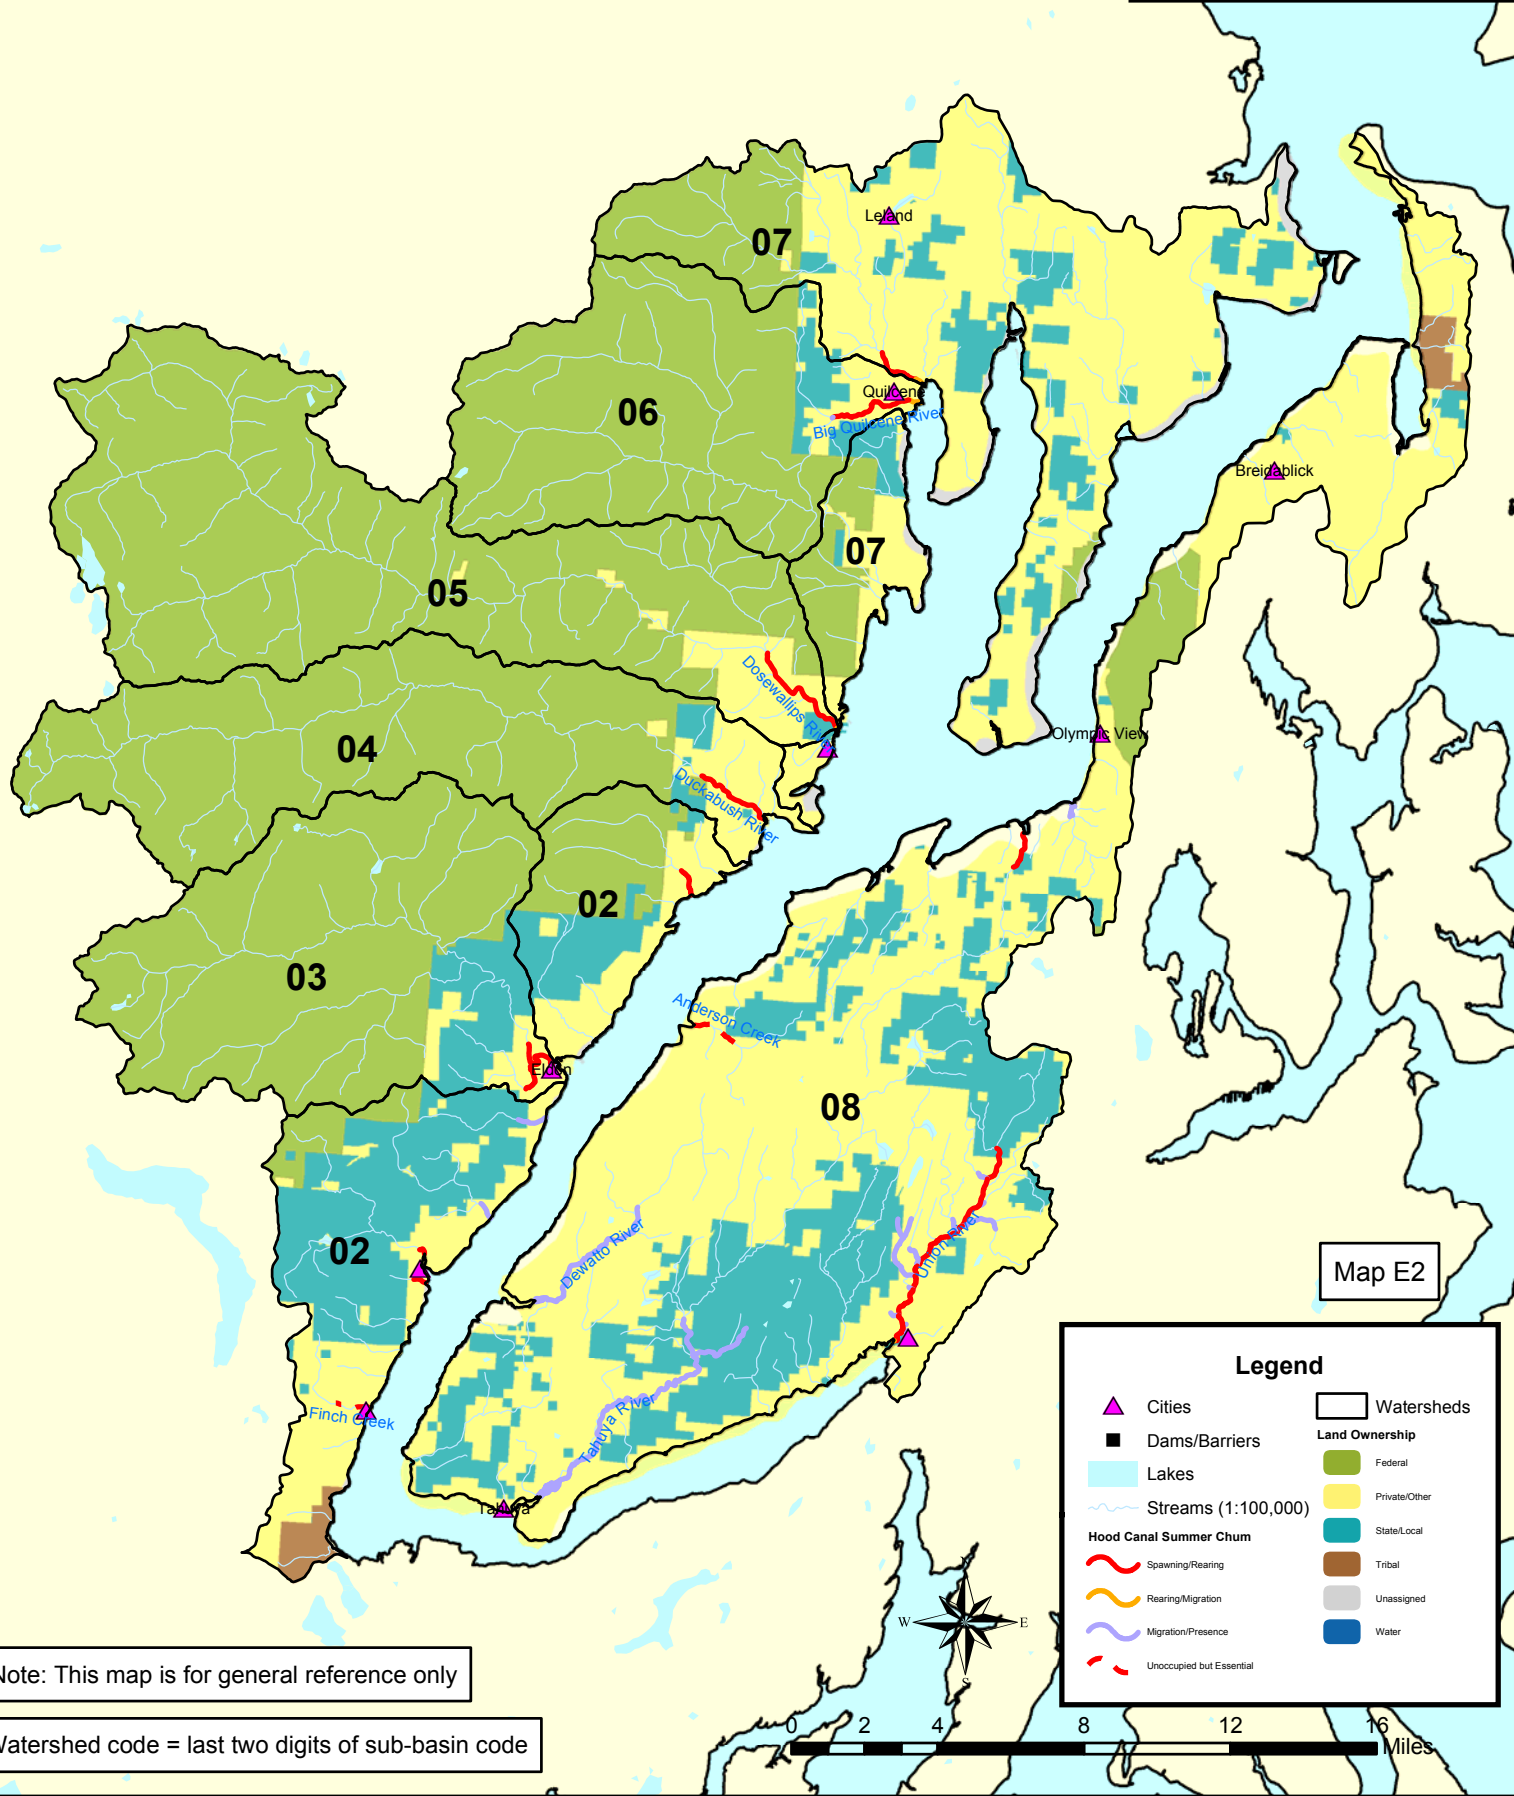 07
Leland
06
Quilcene
Big Quilcene River
Breidablick
07
05
Dosewallips River
Olympic View
04
Duckabush River
02
03
Anderson Creek
Eldon
08
02
Dewatto River
Union River
Map E2
Finch Creek
Tahuya River
Tahuya
Legend
Cities
Dams/Barriers
Lakes
Streams (1:100,000)
Hood Canal Summer Chum
Spawning/Rearing
Rearing/Migration
Migration/Presence
Unoccupied but Essential
Watersheds
Land Ownership
Federal
Private/Other
State/Local
Tribal
Unassigned
Water
N
W E
S
Note: This map is for general reference only
Watershed code = last two digits of sub-basin code
0 2 4 8 12 16
Miles